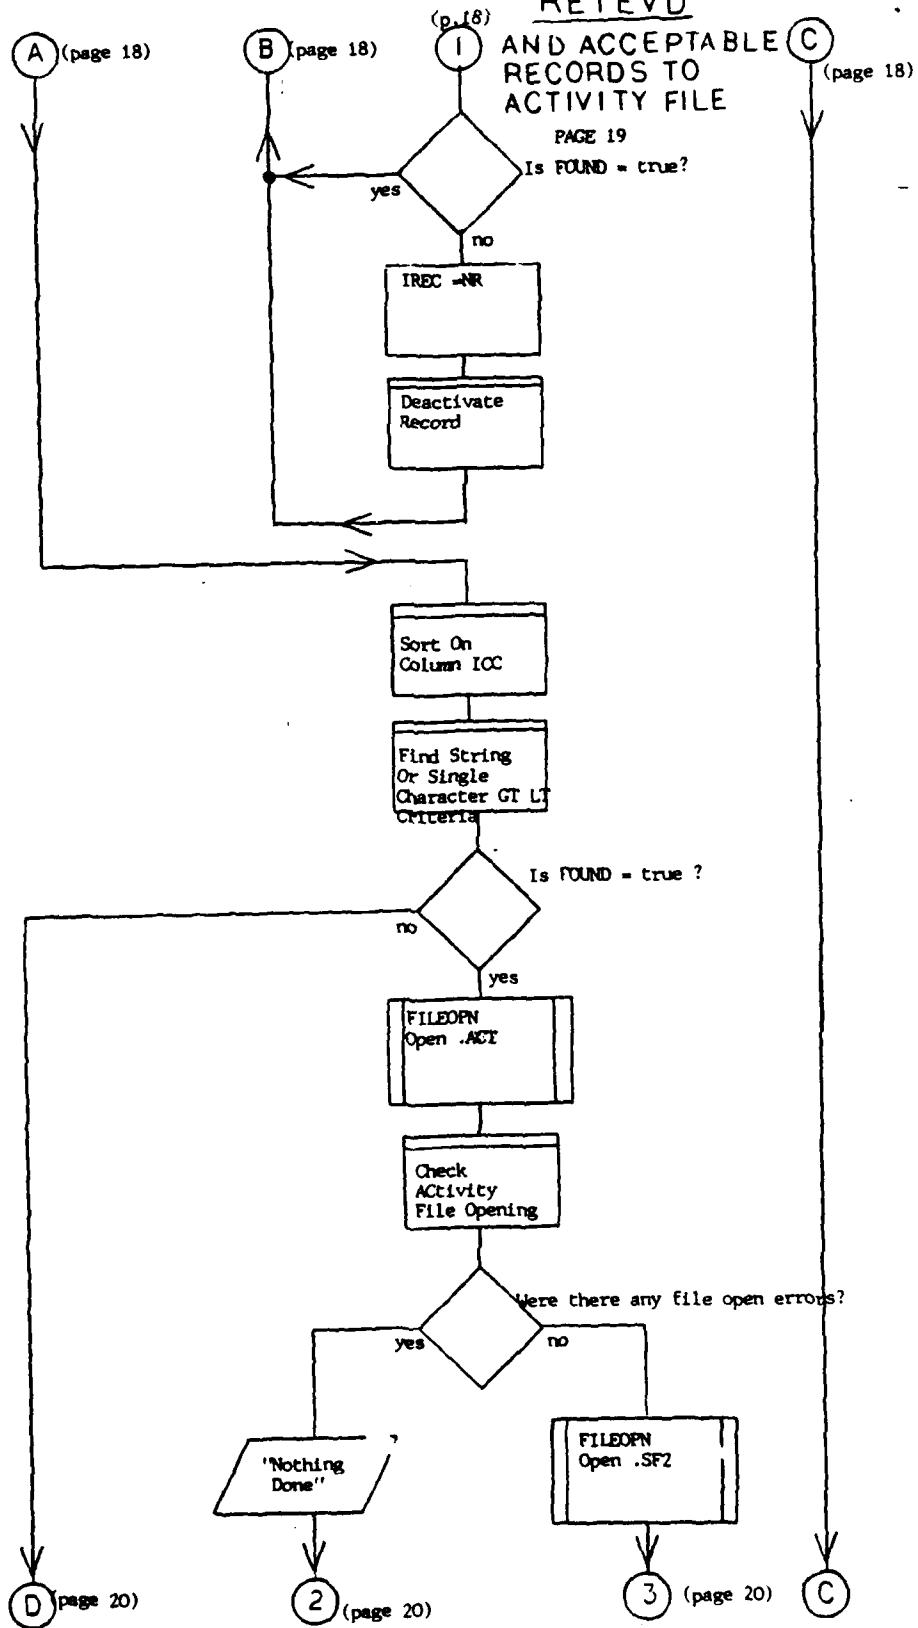 RETEVD
(p.18)
A (page 18)
B (page 18)
1
AND ACCEPTABLE
RECORDS TO
ACTIVITY FILE
C
(page 18)
PAGE 19
Is FOUND = true?
yes
no
IREC =NR
Deactivate
Record
Sort On
Column ICC
Find String
Or Single
Character GT LT
Criteria
Is FOUND = true ?
no
yes
FILEOPN
Open .ACT
Check
ACtivity
File Opening
Were there any file open errors?
yes
no
"Nothing
Done"
FILEOPN
Open .SF2
D (page 20)
2 (page 20)
3 (page 20)
C